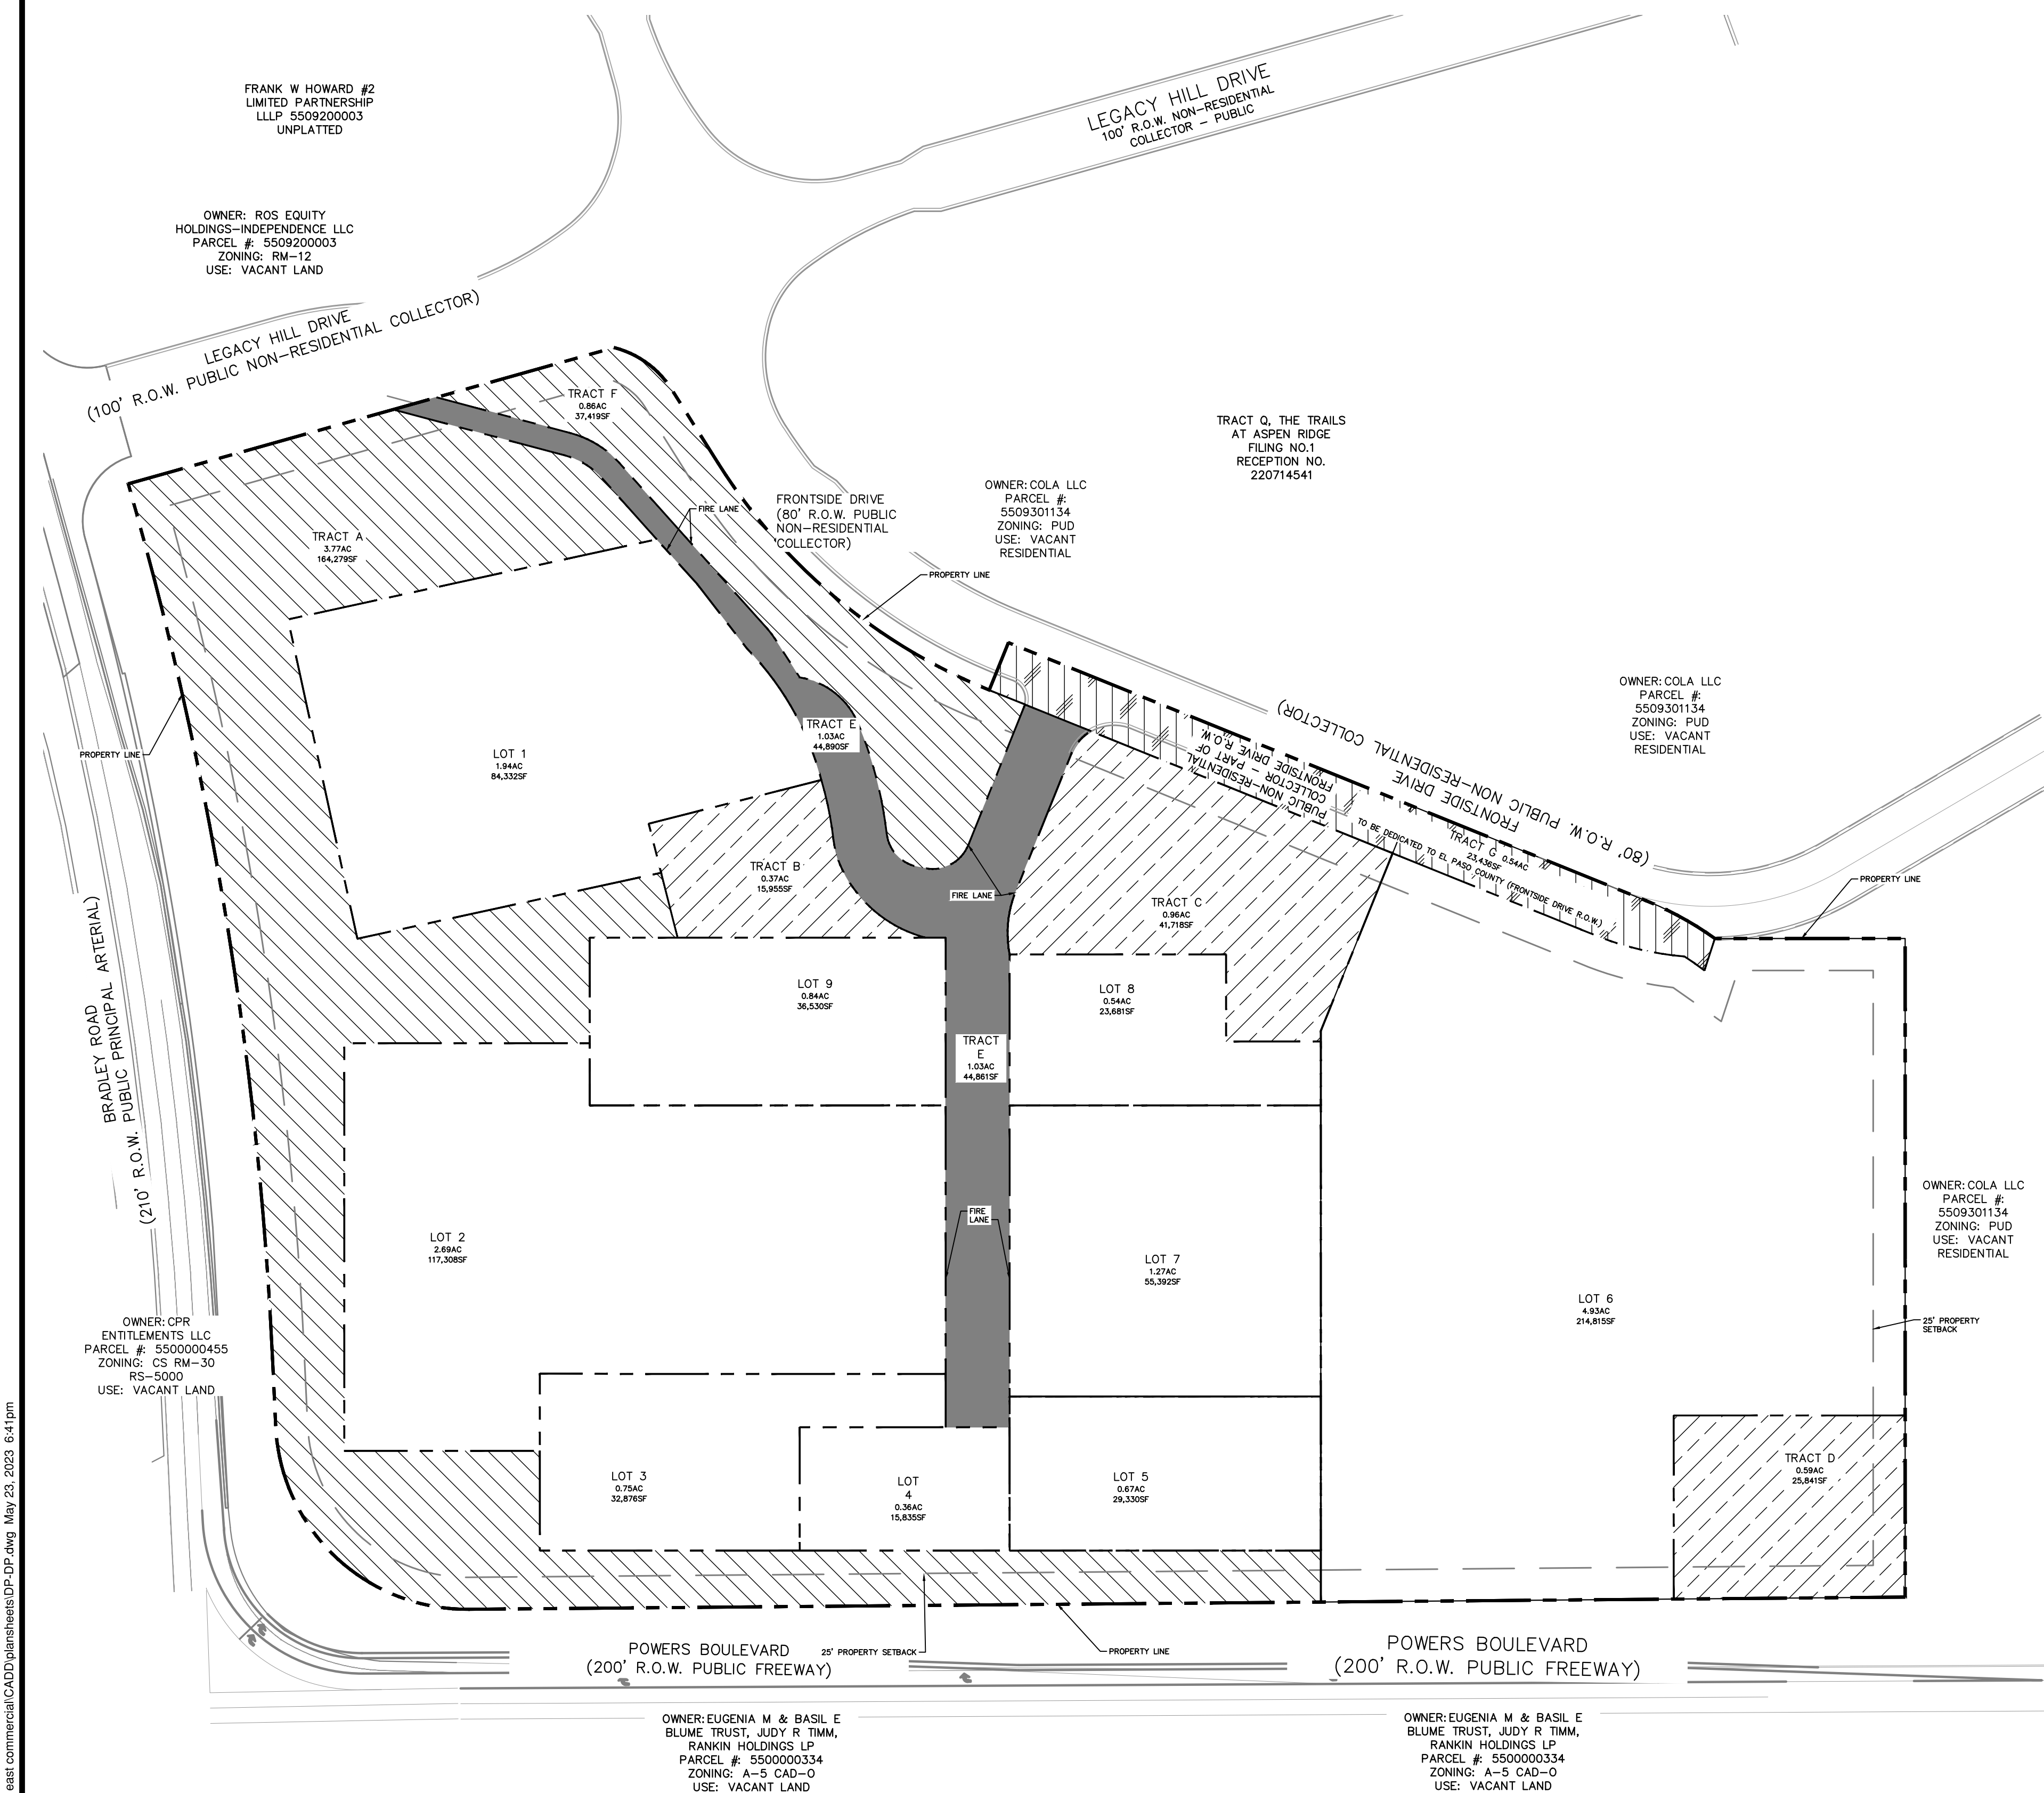 FRANK W HOWARD #2
LIMITED PARTNERSHIP
LLLP 5509200003
UNPLATTED
OWNER: ROS EQUITY
HOLDINGS-INDEPENDENCE LLC
PARCEL #: 5509200003
ZONING: RM-12
USE: VACANT LAND
LEGACY HILL DRIVE
100' R.O.W. NON-RESIDENTIAL
COLLECTOR - PUBLIC
LEGACY HILL DRIVE
(100' R.O.W. PUBLIC NON-RESIDENTIAL COLLECTOR)
TRACT F
0.86AC
37,419SF
TRACT Q, THE TRAILS
AT ASPEN RIDGE
FILING NO.1
RECEPTION NO.
220714541
OWNER: COLA LLC
PARCEL #:
5509301134
ZONING: PUD
USE: VACANT
RESIDENTIAL
FRONTSIDE DRIVE
(80' R.O.W. PUBLIC
NON-RESIDENTIAL
COLLECTOR)
FIRE LANE
TRACT A
3.77AC
164,279SF
PROPERTY LINE
OWNER: COLA LLC
PARCEL #:
5509301134
ZONING: PUD
USE: VACANT
RESIDENTIAL
FRONTSIDE DRIVE
(80' R.O.W. PUBLIC NON-RESIDENTIAL COLLECTOR)
PUBLIC NON-RESIDENTIAL
COLLECTOR - PART OF
FRONTSIDE DRIVE R.O.W.
TRACT G 0.54AC
23,436SF
TO BE DEDICATED TO EL PASO COUNTY (FRONTSIDE DRIVE R.O.W.)
PROPERTY LINE
LOT 1
1.94AC
84,332SF
TRACT E
1.03AC
44,890SF
TRACT B
0.37AC
15,955SF
FIRE LANE
TRACT C
0.96AC
41,718SF
PROPERTY LINE
BRADLEY ROAD
(210' R.O.W. PUBLIC PRINCIPAL ARTERIAL)
LOT 9
0.84AC
36,530SF
LOT 8
0.54AC
23,681SF
TRACT
E
1.03AC
44,861SF
FIRE
LANE
LOT 2
2.69AC
117,308SF
LOT 7
1.27AC
55,392SF
LOT 6
4.93AC
214,815SF
OWNER: COLA LLC
PARCEL #:
5509301134
ZONING: PUD
USE: VACANT
RESIDENTIAL
25' PROPERTY
SETBACK
OWNER: CPR
ENTITLEMENTS LLC
PARCEL #: 5500000455
ZONING: CS RM-30
RS-5000
USE: VACANT LAND
LOT 3
0.75AC
32,876SF
LOT
4
0.36AC
15,835SF
LOT 5
0.67AC
29,330SF
TRACT D
0.59AC
25,841SF
POWERS BOULEVARD
(200' R.O.W. PUBLIC FREEWAY)
25' PROPERTY SETBACK
PROPERTY LINE
POWERS BOULEVARD
(200' R.O.W. PUBLIC FREEWAY)
OWNER: EUGENIA M & BASIL E
BLUME TRUST, JUDY R TIMM,
RANKIN HOLDINGS LP
PARCEL #: 5500000334
ZONING: A-5 CAD-O
USE: VACANT LAND
OWNER: EUGENIA M & BASIL E
BLUME TRUST, JUDY R TIMM,
RANKIN HOLDINGS LP
PARCEL #: 5500000334
ZONING: A-5 CAD-O
USE: VACANT LAND
east commercial\CADD\plansheets\DP-DP.dwg May 23, 2023 6:41pm